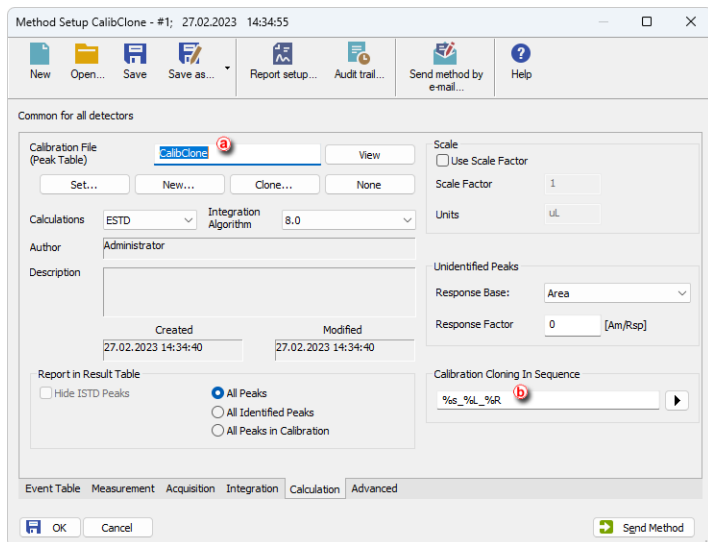 Method Setup CalibClone - #1;  27.02.2023  14:34:55
New
Open...
Save
Save as...
Report setup...
Audit trail...
Send method by
e-mail...
Help
Common for all detectors
Calibration File
(Peak Table)
CalibClone
a
View
Set...
New...
Clone...
None
Calculations
ESTD
Integration
Algorithm
8.0
Author
Administrator
Description
Created
Modified
27.02.2023 14:34:40
27.02.2023 14:34:40
Report in Result Table
Hide ISTD Peaks
All Peaks
All Identified Peaks
All Peaks in Calibration
Scale
Use Scale Factor
Scale Factor
1
Units
uL
Unidentified Peaks
Response Base:
Area
Response Factor
0
[Am/Rsp]
Calibration Cloning In Sequence
%s_%L_%R
b
Event Table
Measurement
Acquisition
Integration
Calculation
Advanced
OK
Cancel
Send Method